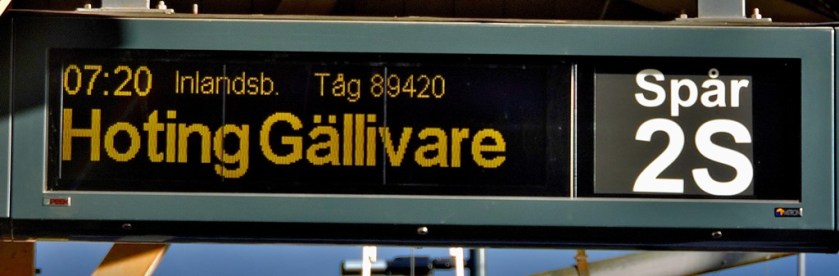 07:20 Inlandsb. Tåg 89420
Hoting Gällivare
Spår
2S